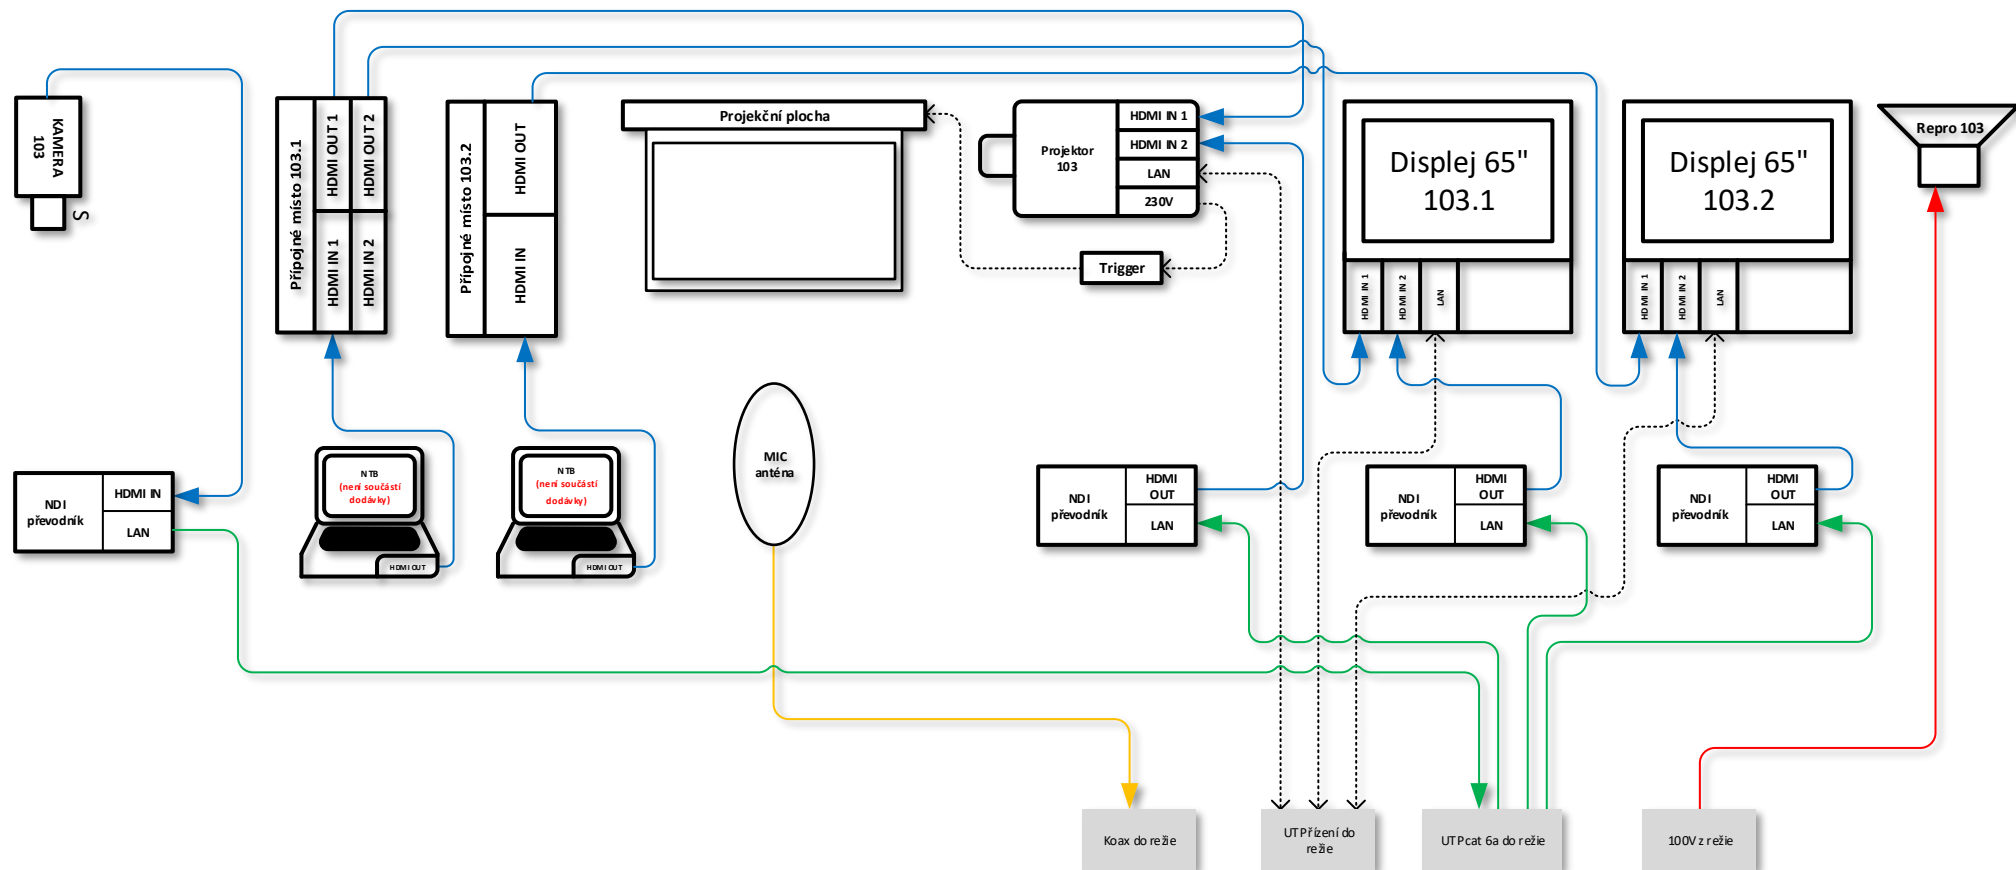 KAMERA
103
S
Přípojné místo 103.1
HDMI OUT 1
HDMI OUT 2
HDMI IN 1
HDMI IN 2
Přípojné místo 103.2
HDMI OUT
HDMI IN
Projekční plocha
Projektor
103
HDMI IN 1
HDMI IN 2
LAN
230V
Trigger
Displej 65"
103.1
HDMI IN 1
HDMI IN 2
LAN
Displej 65"
103.2
HDMI IN 1
HDMI IN 2
LAN
Repro 103
NDI
převodník
HDMI IN
LAN
NTB
(není součástí
dodávky)
HDMI OUT
NTB
(není součástí
dodávky)
HDMI OUT
MIC
anténa
NDI
převodník
HDMI
OUT
LAN
NDI
převodník
HDMI
OUT
LAN
NDI
převodník
HDMI
OUT
LAN
Koax do režie
UTP řízení do
režie
UTP cat 6a do režie
100V z režie